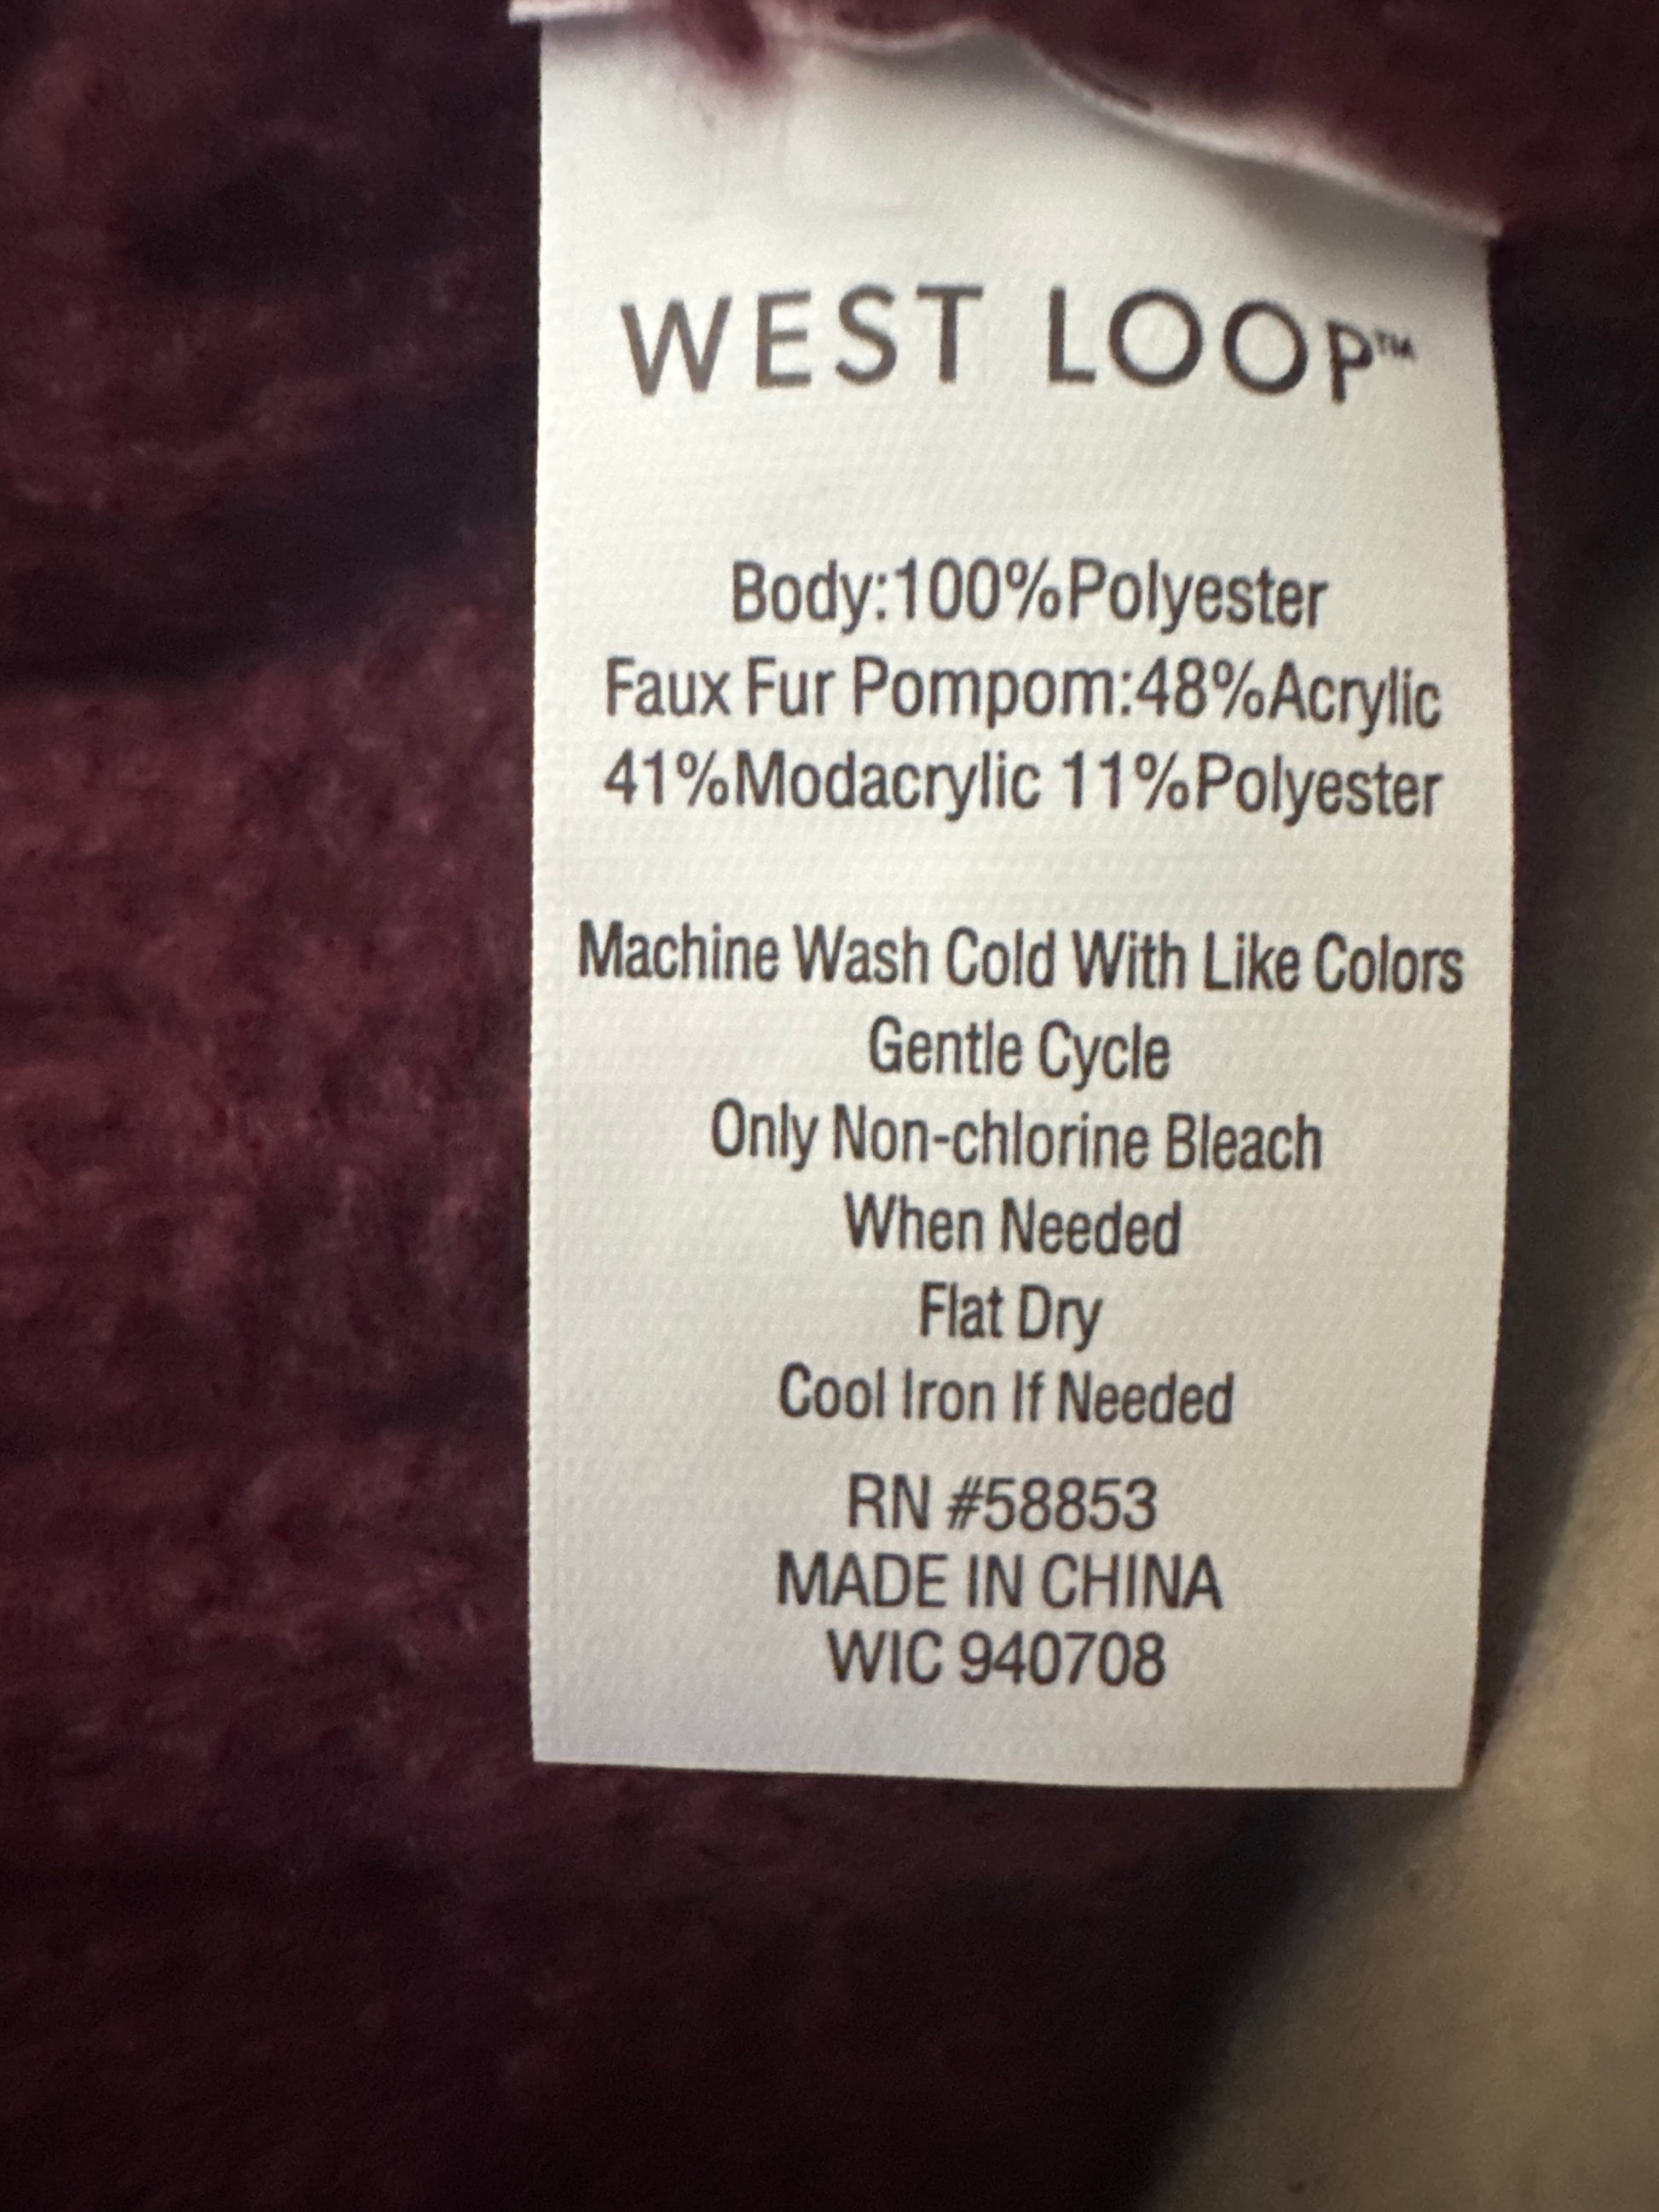 WEST LOOP™
Body:100%Polyester
Faux Fur Pompom:48%Acrylic
41%Modacrylic 11%Polyester
Machine Wash Cold With Like Colors
Gentle Cycle
Only Non-chlorine Bleach
When Needed
Flat Dry
Cool Iron If Needed
RN #58853
MADE IN CHINA
WIC 940708